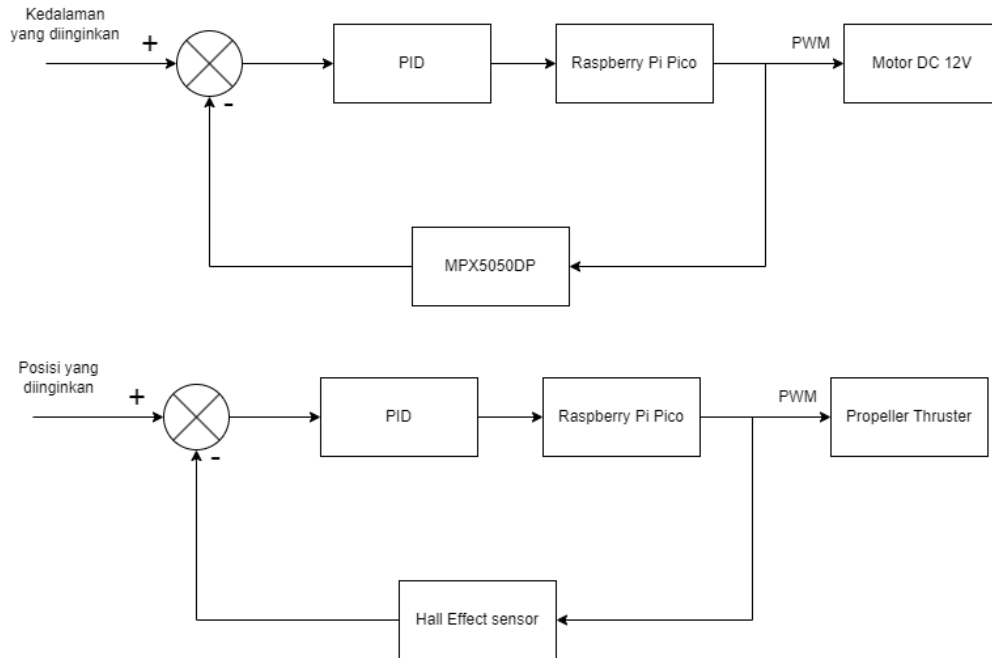 Kedalaman
yang diinginkan
+
-
PID
Raspberry Pi Pico
PWM
Motor DC 12V
MPX5050DP
Posisi yang
diinginkan
+
-
PID
Raspberry Pi Pico
PWM
Propeller Thruster
Hall Effect sensor